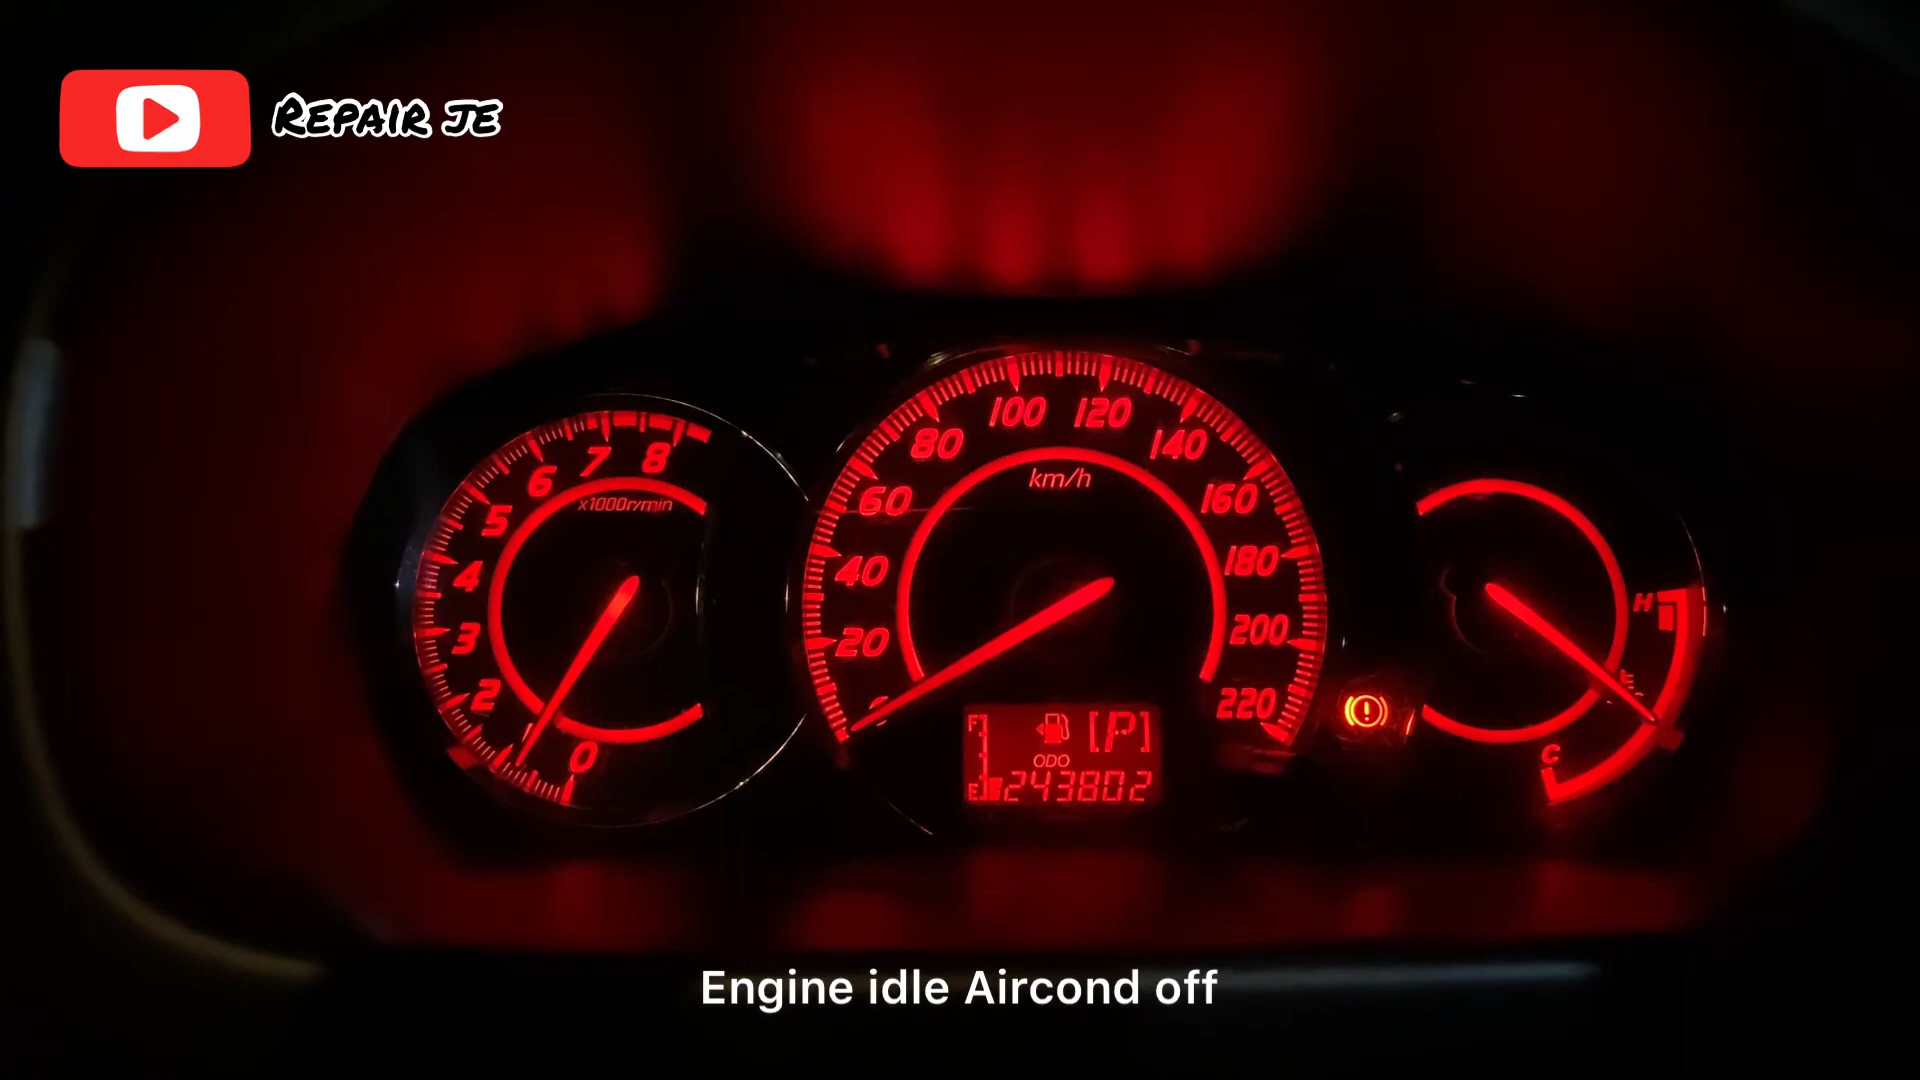 Repair je
8
7
6
5
4
3
2
1
0
x1000r/min
100
120
80
140
60
160
40
180
20
200
220
km/h
F
E
[P]
ODO
243802
H
C
Engine idle Aircond off